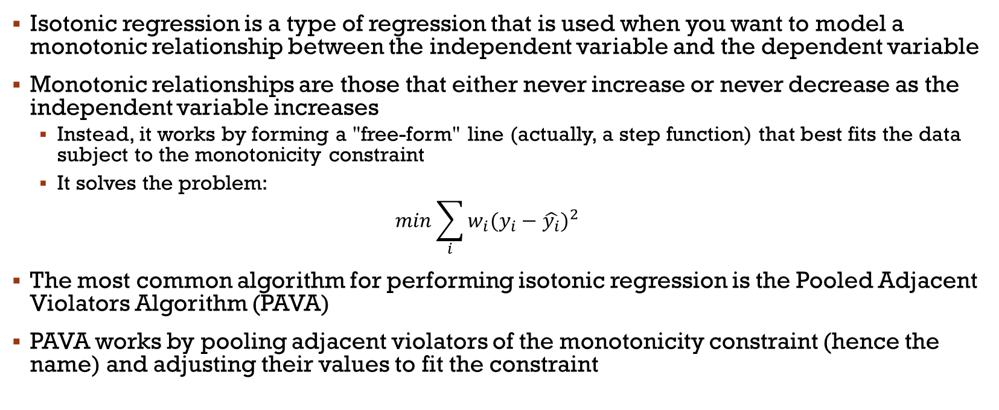 ▪ Isotonic regression is a type of regression that is used when you want to model a
monotonic relationship between the independent variable and the dependent variable
▪ Monotonic relationships are those that either never increase or never decrease as the
independent variable increases
▪ Instead, it works by forming a "free-form" line (actually, a step function) that best fits the data
subject to the monotonicity constraint
▪ It solves the problem:
min ∑_i w_i(y_i − ŷ_i)²
▪ The most common algorithm for performing isotonic regression is the Pooled Adjacent
Violators Algorithm (PAVA)
▪ PAVA works by pooling adjacent violators of the monotonicity constraint (hence the
name) and adjusting their values to fit the constraint